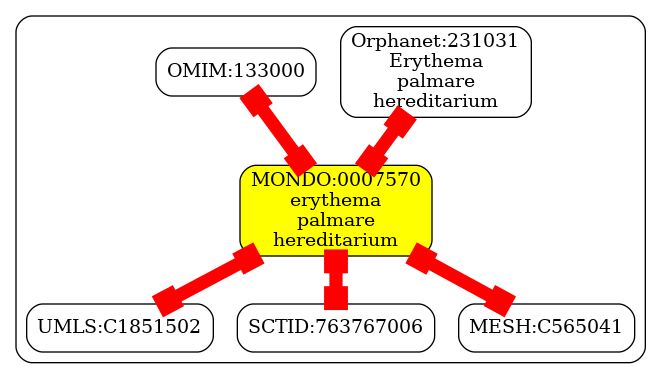 OMIM:133000
Orphanet:231031
Erythema
palmare
hereditarium
MONDO:0007570
erythema
palmare
hereditarium
UMLS:C1851502
SCTID:763767006
MESH:C565041